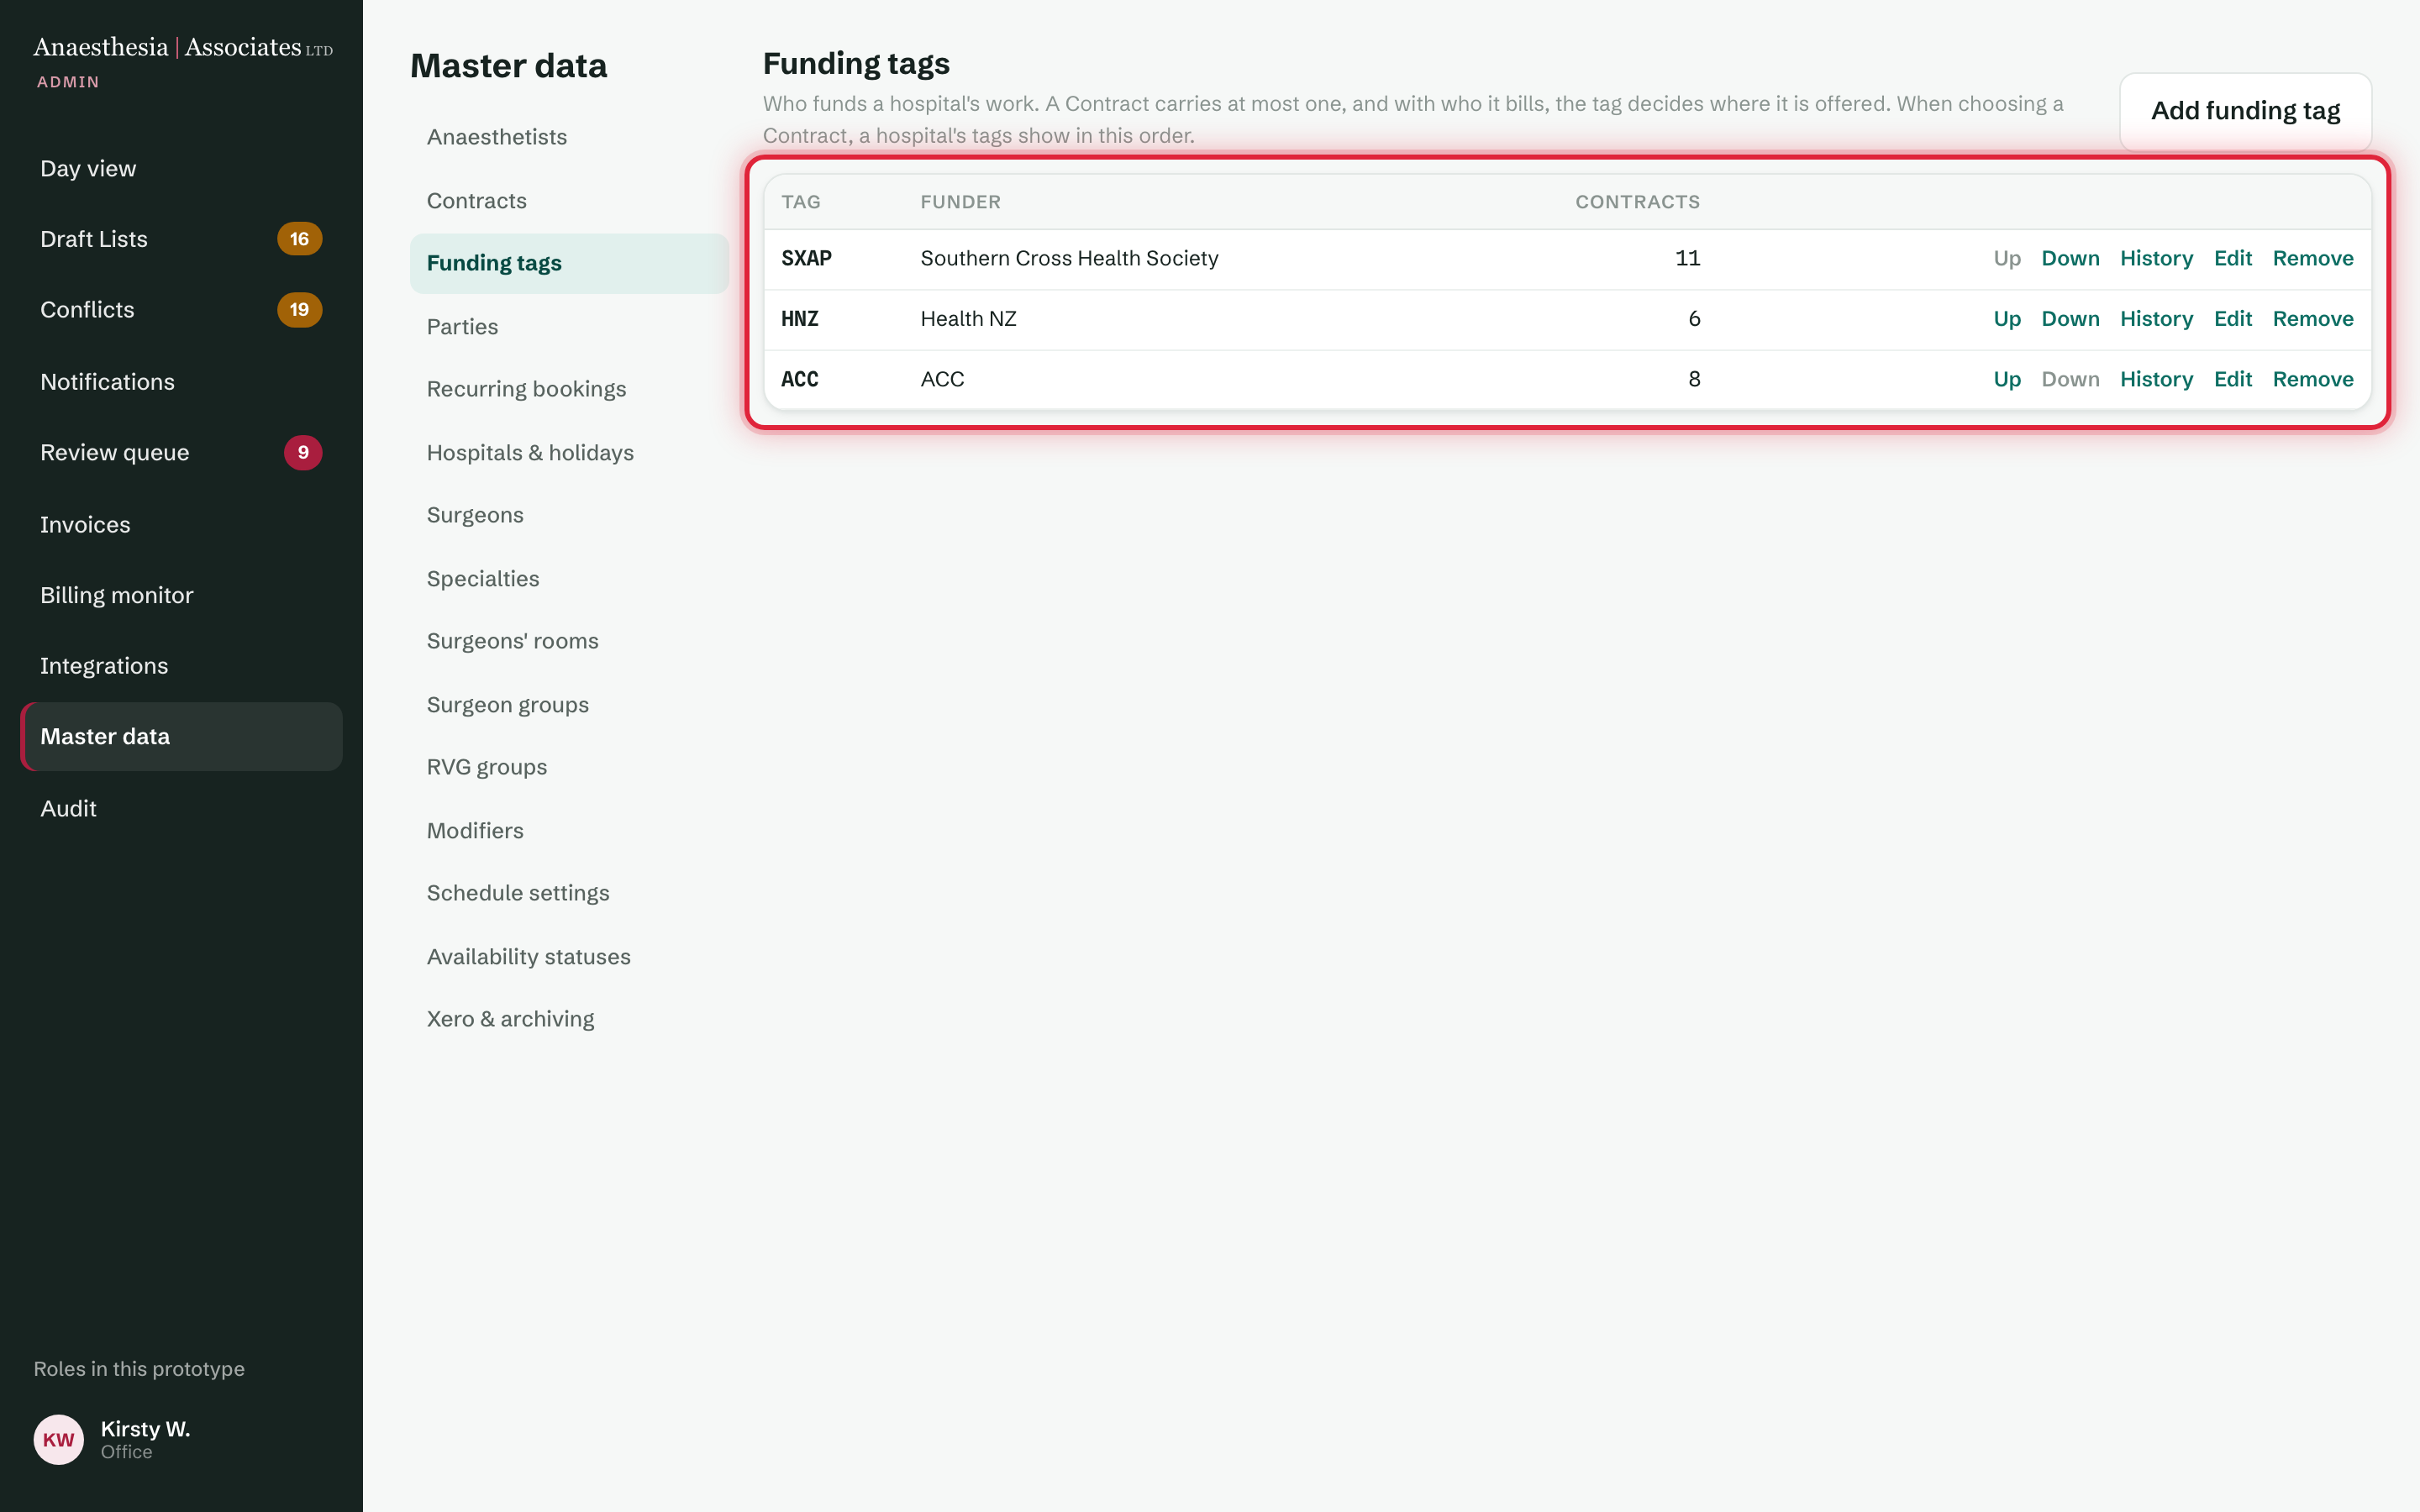 Anaesthesia | Associates LTD
ADMIN
Day view
Draft Lists 16
Conflicts 19
Notifications
Review queue 9
Invoices
Billing monitor
Integrations
Master data
Audit
Roles in this prototype
KW
Kirsty W.
Office
Master data
Anaesthetists
Contracts
Funding tags
Parties
Recurring bookings
Hospitals & holidays
Surgeons
Specialties
Surgeons' rooms
Surgeon groups
RVG groups
Modifiers
Schedule settings
Availability statuses
Xero & archiving
Funding tags
Who funds a hospital's work. A Contract carries at most one, and with who it bills, the tag decides where it is offered. When choosing a
Contract, a hospital's tags show in this order.
Add funding tag
TAG FUNDER CONTRACTS
SXAP Southern Cross Health Society 11 Up Down History Edit Remove
HNZ Health NZ 6 Up Down History Edit Remove
ACC ACC 8 Up Down History Edit Remove